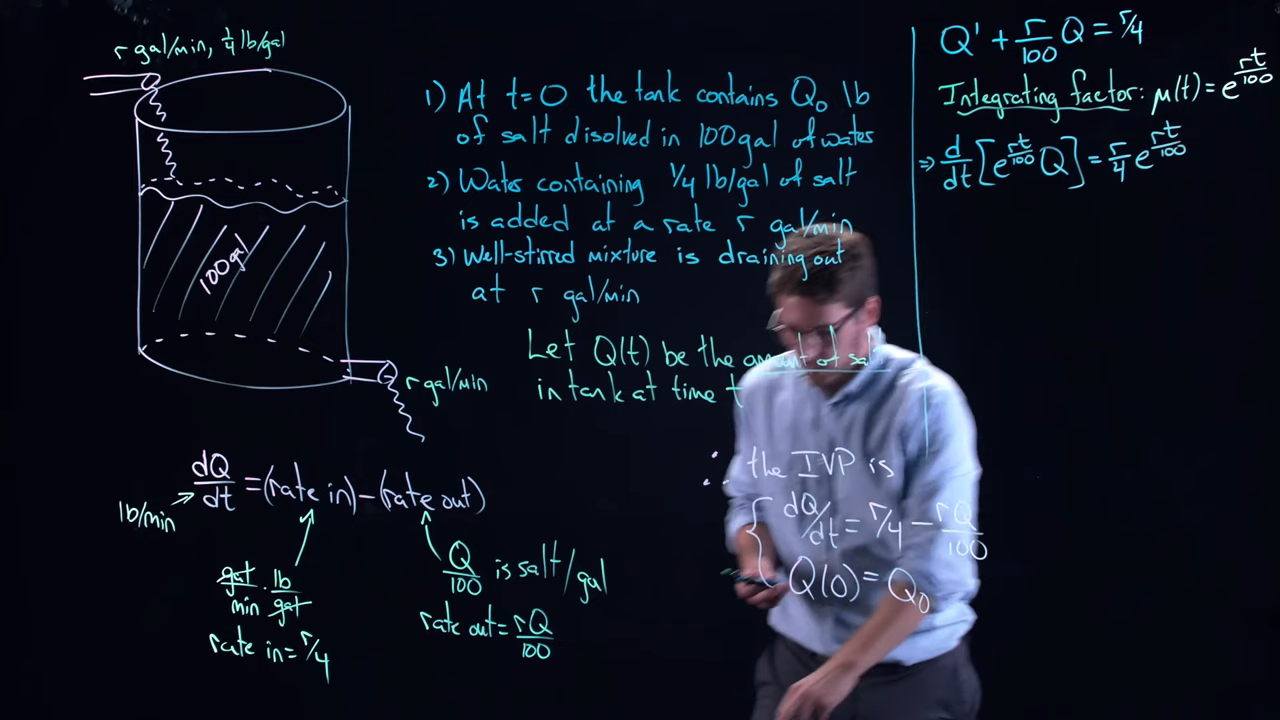 r gal/min, 1/4 lb/gal
100gal
r gal/min
1) At t=0 the tank contains Q₀ lb
of salt disolved in 100gal of water
2) Water containing 1/4 lb/gal of salt
is added at a rate r gal/min
3) Well-stirred mixture is draining out
at r gal/min
Let Q(t) be the amount of salt
in tank at time t
dQ/dt = (rate in) - (rate out)
lb/min
gal/min · lb/gal
rate in = r/4
Q/100 is salt/gal
rate out = rQ/100
∴ the IVP is
dQ/dt = r/4 - rQ/100
Q(0) = Q₀
Q' + r/100 Q = r/4
Integrating factor: μ(t) = e^(rt/100)
⇒ d/dt [e^(rt/100) Q] = r/4 e^(rt/100)